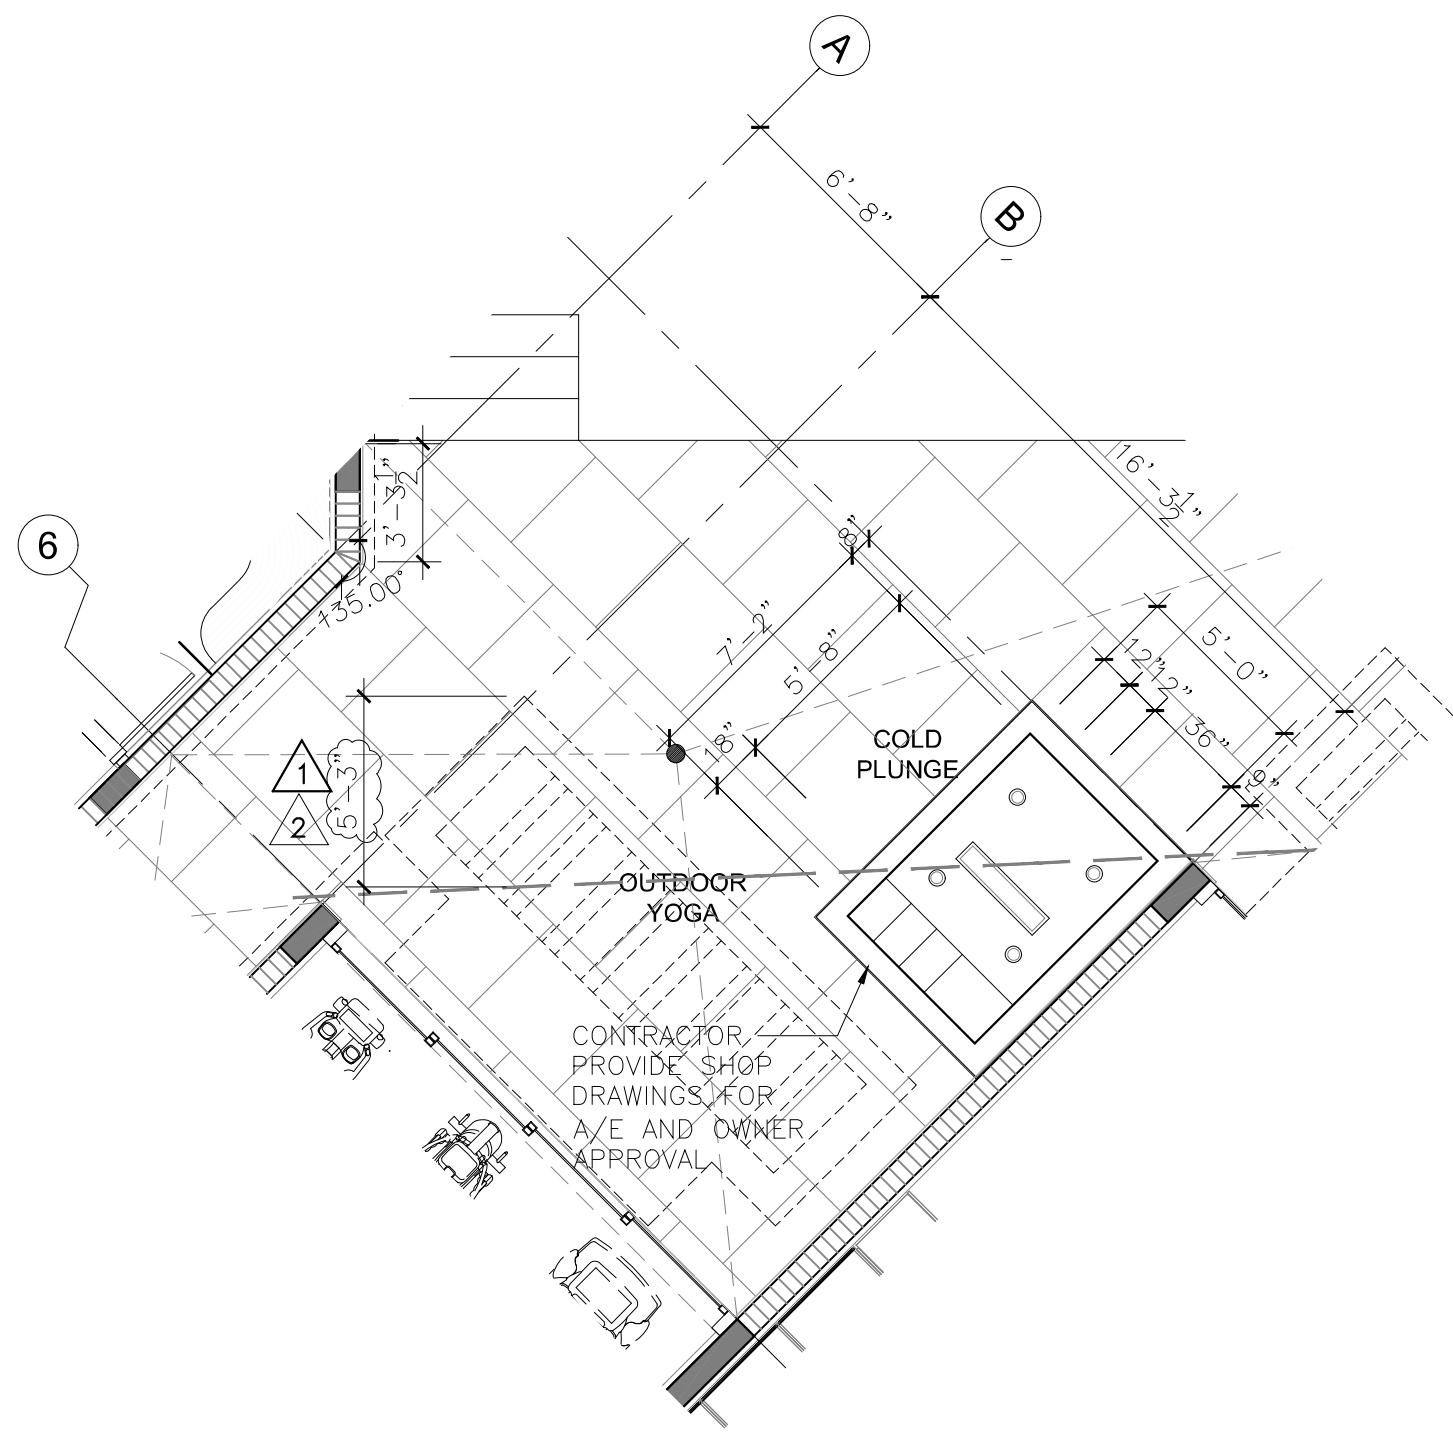 A
6'-8"
B
16'-3 1/2"
3'-3 1/2"
6
135.00°
8"
7'-2"
5'-8"
18"
5'-0"
12"
12"
36"
9"
1
2
5'-3"
COLD
PLUNGE
OUTDOOR
YOGA
CONTRACTOR
PROVIDE SHOP
DRAWINGS FOR
A/E AND OWNER
APPROVAL